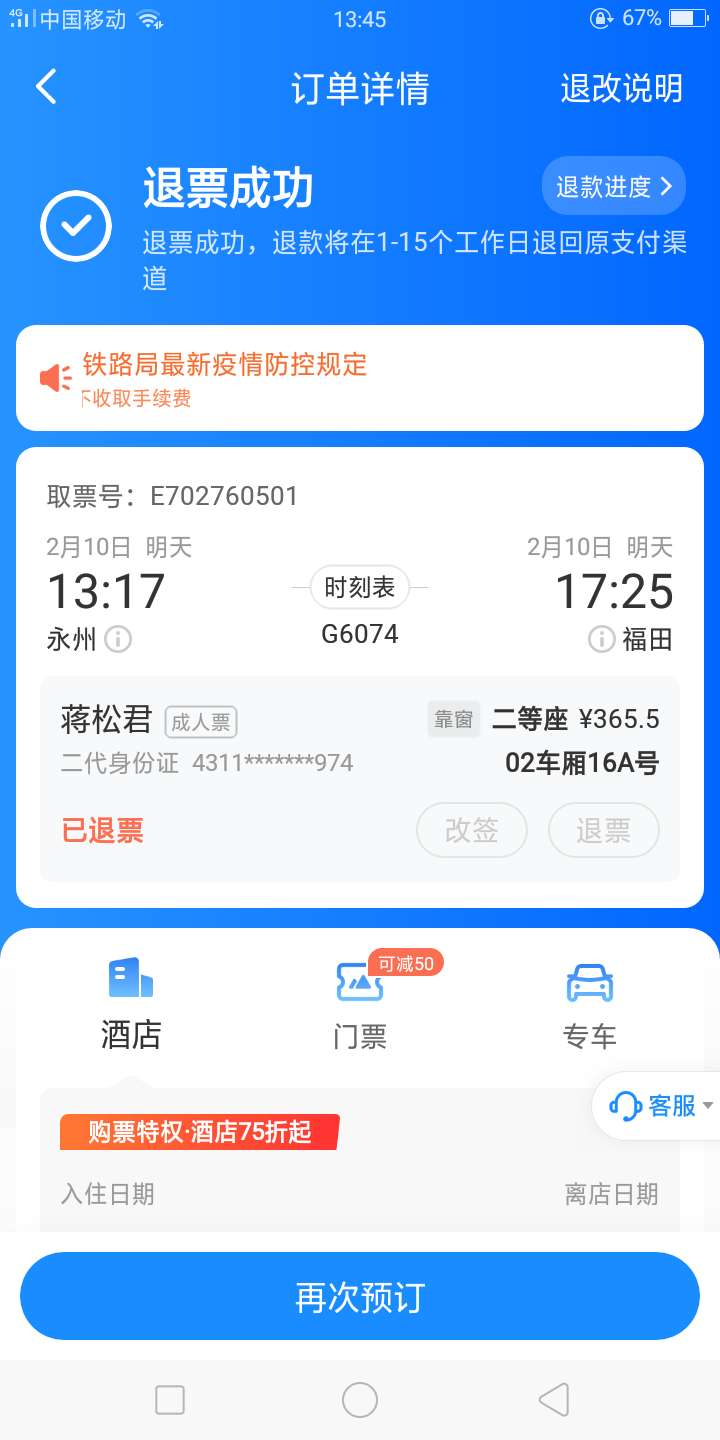 4G 中国移动 13:45 67%
订单详情 退改说明
退票成功 退款进度
退票成功，退款将在1-15个工作日退回原支付渠
道
铁路局最新疫情防控规定
收取手续费
取票号：E702760501
2月10日 明天 2月10日 明天
13:17 时刻表 17:25
永州 G6074 福田
蒋松君 成人票 靠窗 二等座 ¥365.5
二代身份证 4311*******974 02车厢16A号
已退票 改签 退票
可减50
酒店 门票 专车
客服
购票特权·酒店75折起
入住日期 离店日期
再次预订